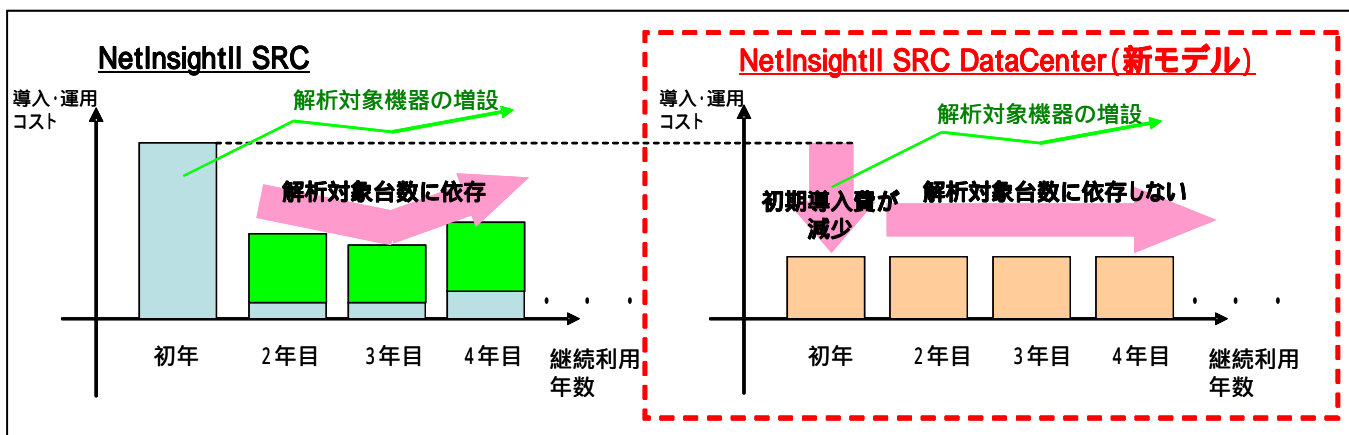 NetInsightII SRC
導入・運用
コスト
解析対象機器の増設
解析対象台数に依存
初年
2年目
3年目
4年目
・・・
継続利用
年数
NetInsightII SRC DataCenter(新モデル)
導入・運用
コスト
解析対象機器の増設
初期導入費が
減少
解析対象台数に依存しない
初年
2年目
3年目
4年目
・・・
継続利用
年数